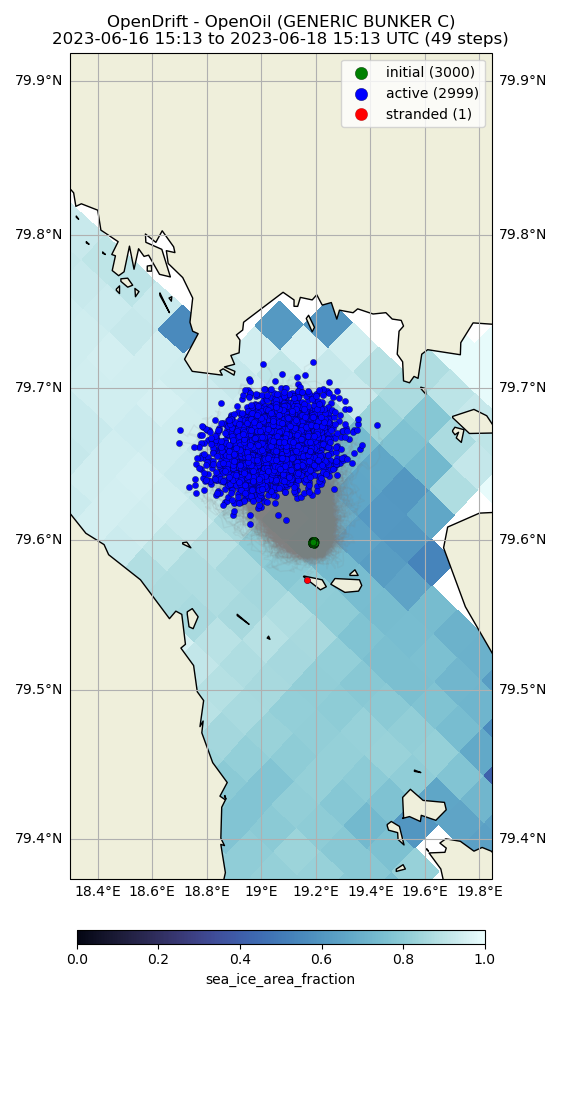 OpenDrift - OpenOil (GENERIC BUNKER C)
2023-06-16 15:13 to 2023-06-18 15:13 UTC (49 steps)
initial (3000)
active (2999)
stranded (1)
79.9°N 79.9°N
79.8°N 79.8°N
79.7°N 79.7°N
79.6°N 79.6°N
79.5°N 79.5°N
79.4°N 79.4°N
18.4°E 18.6°E 18.8°E 19°E 19.2°E 19.4°E 19.6°E 19.8°E
0.0 0.2 0.4 0.6 0.8 1.0
sea_ice_area_fraction